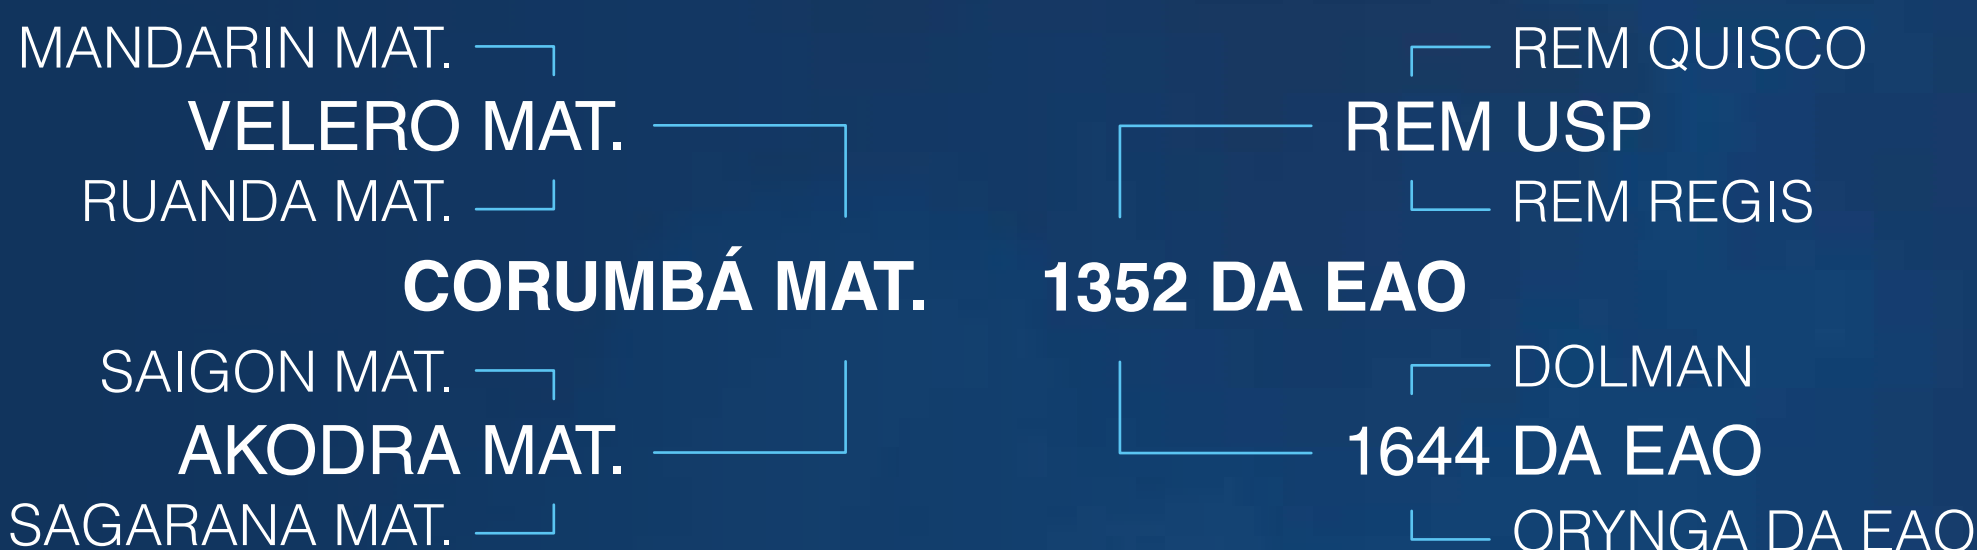 MANDARIN MAT.
VELERO MAT.
RUANDA MAT.
CORUMBÁ MAT.
SAIGON MAT.
AKODRA MAT.
SAGARANA MAT.
REM QUISCO
REM USP
REM REGIS
1352 DA EAO
DOLMAN
1644 DA EAO
ORYNGA DA EAO